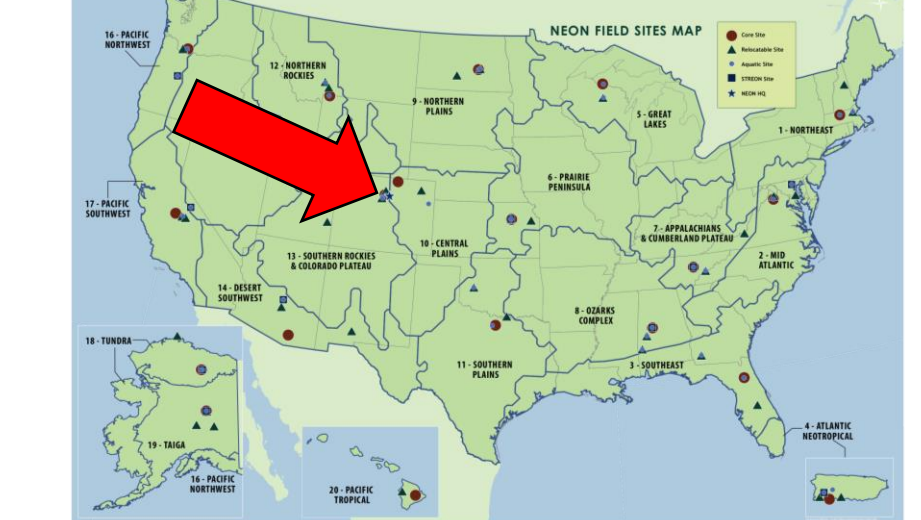 NEON FIELD SITES MAP
Core Site
Relocatable Site
Aquatic Site
STREON Site
NEON HQ
16 - PACIFIC
NORTHWEST
12 - NORTHERN
ROCKIES
9 - NORTHERN
PLAINS
5 - GREAT
LAKES
1 - NORTHEAST
6 - PRAIRIE
PENINSULA
17 - PACIFIC
SOUTHWEST
7 - APPALACHIANS
& CUMBERLAND PLATEAU
10 - CENTRAL
PLAINS
13 - SOUTHERN ROCKIES
& COLORADO PLATEAU
2 - MID
ATLANTIC
14 - DESERT
SOUTHWEST
8 - OZARKS
COMPLEX
18 - TUNDRA
11 - SOUTHERN
PLAINS
3 - SOUTHEAST
4 - ATLANTIC
NEOTROPICAL
19 - TAIGA
16 - PACIFIC
NORTHWEST
20 - PACIFIC
TROPICAL